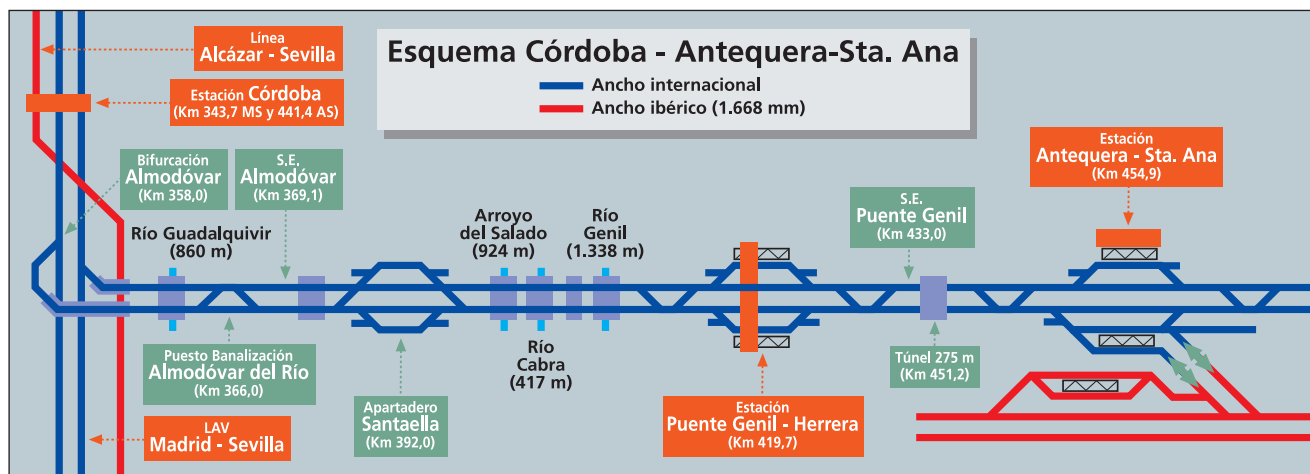 Línea
Alcázar - Sevilla
Esquema Córdoba - Antequera-Sta. Ana
Ancho internacional
Ancho ibérico (1.668 mm)
Estación Córdoba
(Km 343,7 MS y 441,4 AS)
Bifurcación
Almodóvar
(Km 358,0)
S.E.
Almodóvar
(Km 369,1)
Estación
Antequera - Sta. Ana
(Km 454,9)
S.E.
Puente Genil
(Km 433,0)
Río Guadalquivir
(860 m)
Arroyo
del Salado
(924 m)
Río
Genil
(1.338 m)
Puesto Banalización
Almodóvar del Río
(Km 366,0)
Río
Cabra
(417 m)
Túnel 275 m
(Km 451,2)
Apartadero
Santaella
(Km 392,0)
Estación
Puente Genil - Herrera
(Km 419,7)
LAV
Madrid - Sevilla